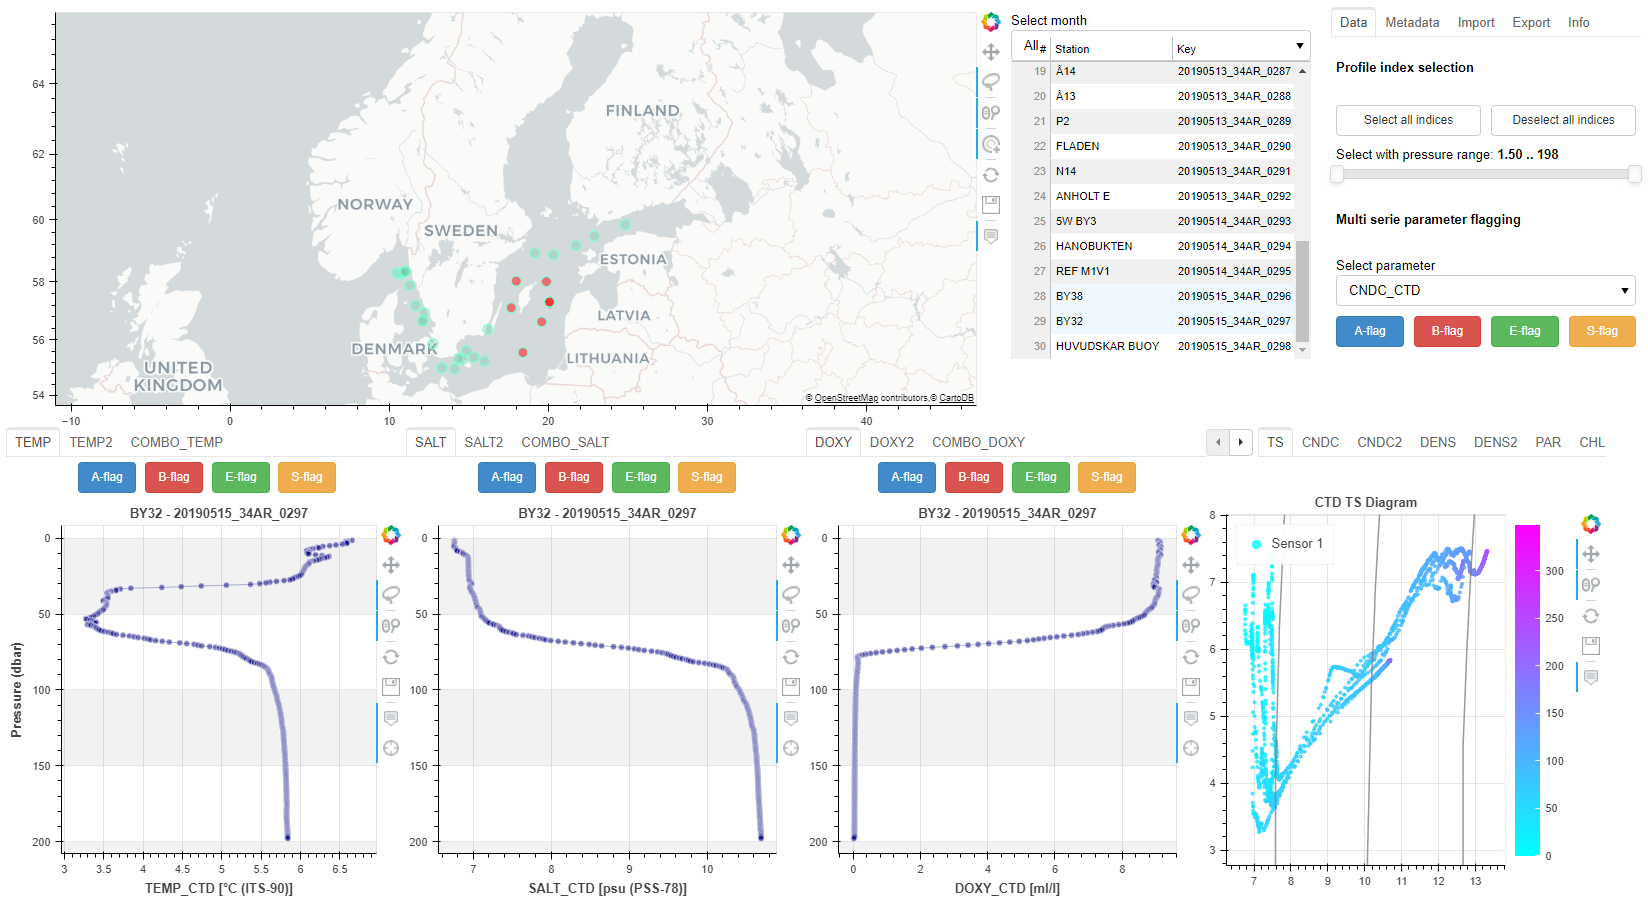 Select month
All
# Station Key
19 Å14 20190513_34AR_0287
20 Å13 20190513_34AR_0288
21 P2 20190513_34AR_0289
22 FLADEN 20190513_34AR_0290
23 N14 20190513_34AR_0291
24 ANHOLT E 20190513_34AR_0292
25 5W BY3 20190514_34AR_0293
26 HANOBUKTEN 20190514_34AR_0294
27 REF M1V1 20190514_34AR_0295
28 BY38 20190515_34AR_0296
29 BY32 20190515_34AR_0297
30 HUVUDSKAR BUOY 20190515_34AR_0298
Data Metadata Import Export Info
Profile index selection
Select all indices Deselect all indices
Select with pressure range: 1.50 .. 198
Multi serie parameter flagging
Select parameter
CNDC_CTD
A-flag B-flag E-flag S-flag
64
62
60
58
56
54
−10 0 10 20 30 40
FINLAND
NORWAY
SWEDEN
ESTONIA
LATVIA
DENMARK
LITHUANIA
UNITED
KINGDOM
© OpenStreetMap contributors,© CartoDB
TEMP TEMP2 COMBO_TEMP
A-flag B-flag E-flag S-flag
BY32 - 20190515_34AR_0297
0
50
100
150
200
Pressure (dbar)
3 3.5 4 4.5 5 5.5 6 6.5
TEMP_CTD [°C (ITS-90)]
SALT SALT2 COMBO_SALT
A-flag B-flag E-flag S-flag
BY32 - 20190515_34AR_0297
0
50
100
150
200
7 8 9 10
SALT_CTD [psu (PSS-78)]
DOXY DOXY2 COMBO_DOXY
A-flag B-flag E-flag S-flag
BY32 - 20190515_34AR_0297
0
50
100
150
200
0 2 4 6 8
DOXY_CTD [ml/l]
TS CNDC CNDC2 DENS DENS2 PAR CHL
CTD TS Diagram
Sensor 1
8
7
6
5
4
3
7 8 9 10 11 12 13
300
250
200
150
100
50
0